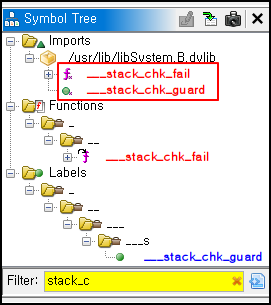 Symbol Tree
Imports
/usr/lib/libSystem.B.dylib
___stack_chk_fail
___stack_chk_guard
Functions
_
__
___stack_chk_fail
Labels
_
__
___
___s
___stack_chk_guard
Filter: stack_c